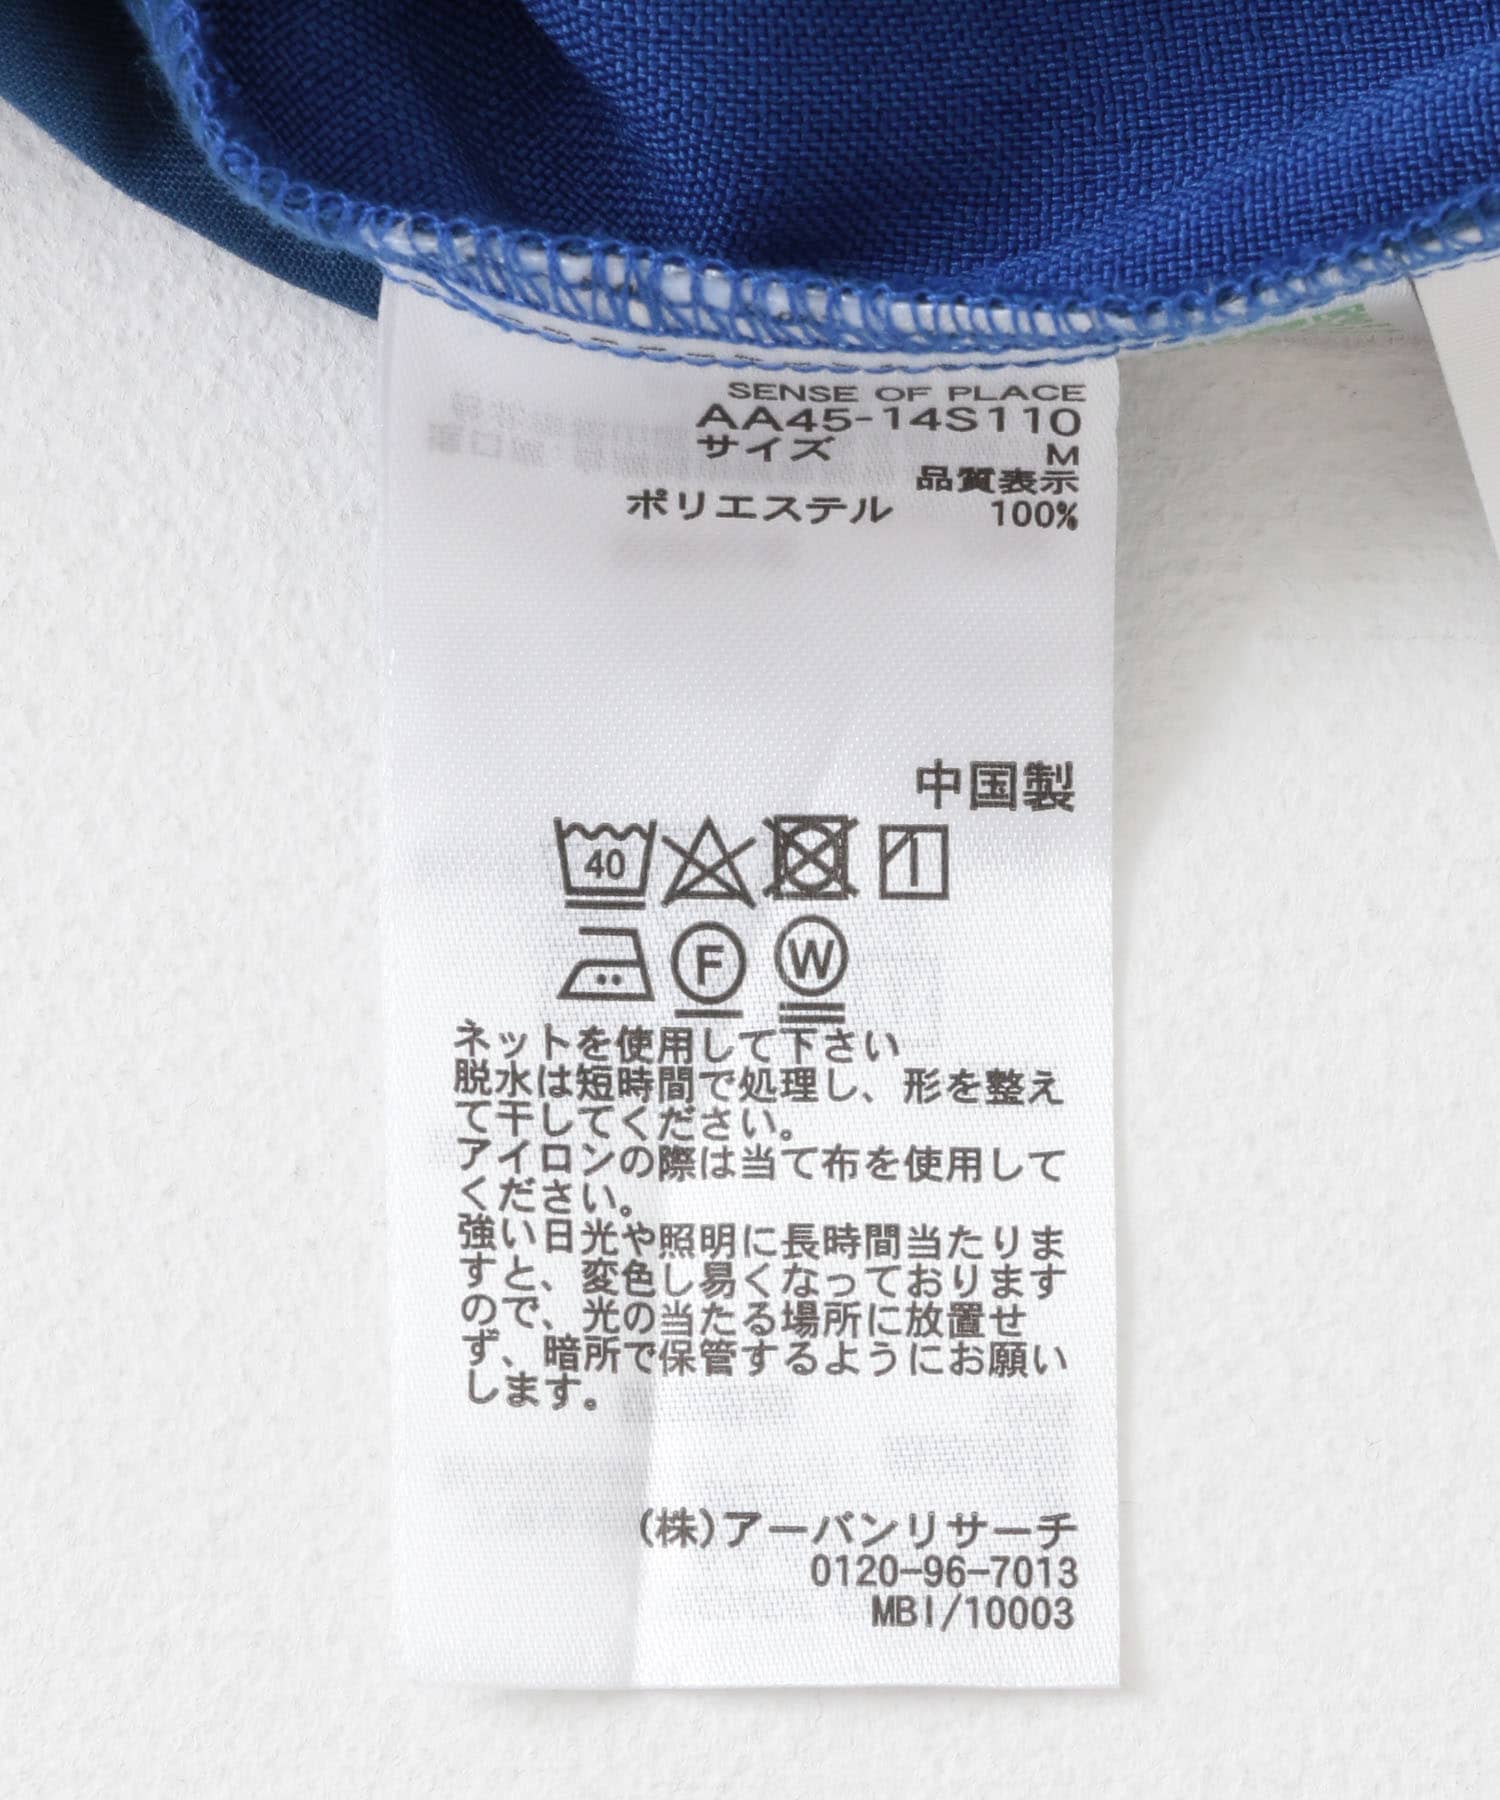 SENSE OF PLACE
AA45-14S110
サイズ M
品質表示
ポリエステル 100%
中国製
40
F W
ネットを使用して下さい
脱水は短時間で処理し、形を整え
て干してください。
アイロンの際は当て布を使用して
ください。
強い日光や照明に長時間当たりま
すと、変色し易くなっております
ので、光の当たる場所に放置せ
ず、暗所で保管するようにお願い
します。
(株)アーバンリサーチ
0120-96-7013
MBI/10003